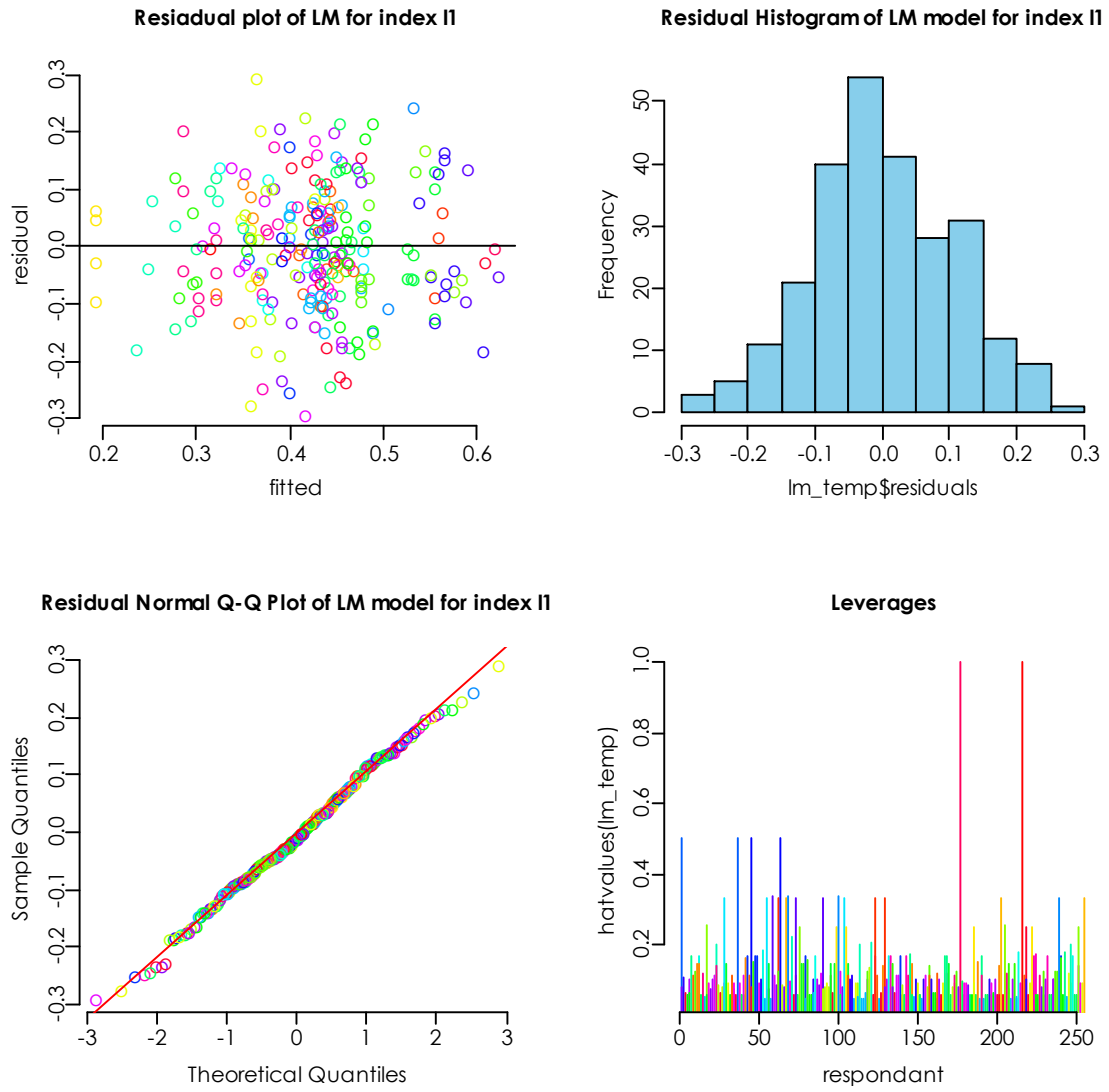 Resiadual plot of LM for index I1
residual
-0.3 -0.2 -0.1 0.0 0.1 0.2 0.3
0.2 0.3 0.4 0.5 0.6
fitted
Residual Histogram of LM model for index I1
Frequency
0 10 20 30 40 50
-0.3 -0.2 -0.1 0.0 0.1 0.2 0.3
lm_temp$residuals
Residual Normal Q-Q Plot of LM model for index I1
Sample Quantiles
-0.3 -0.2 -0.1 0.0 0.1 0.2 0.3
-3 -2 -1 0 1 2 3
Theoretical Quantiles
Leverages
hatvalues(lm_temp)
0.2 0.4 0.6 0.8 1.0
0 50 100 150 200 250
respondant